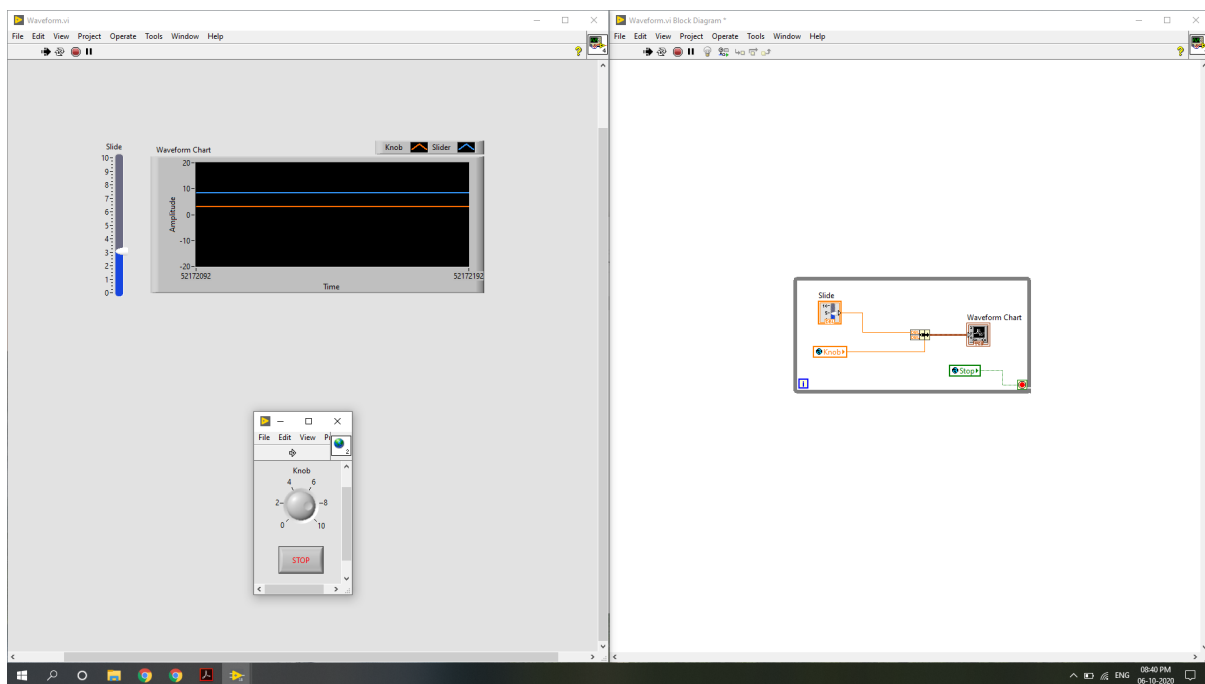 Waveform.vi
File Edit View Project Operate Tools Window Help
4
Slide
10
9
8
7
6
5
4
3
2
1
0
Waveform Chart
Knob Slider
20
10
0
-10
-20
Amplitude
52172092 52172192
Time
File Edit View
2
Knob
4 6
2 8
0 10
STOP
Waveform.vi Block Diagram *
File Edit View Project Operate Tools Window Help
4
Slide
Waveform Chart
Knob
Stop
i
ENG
08:40 PM
06-10-2020